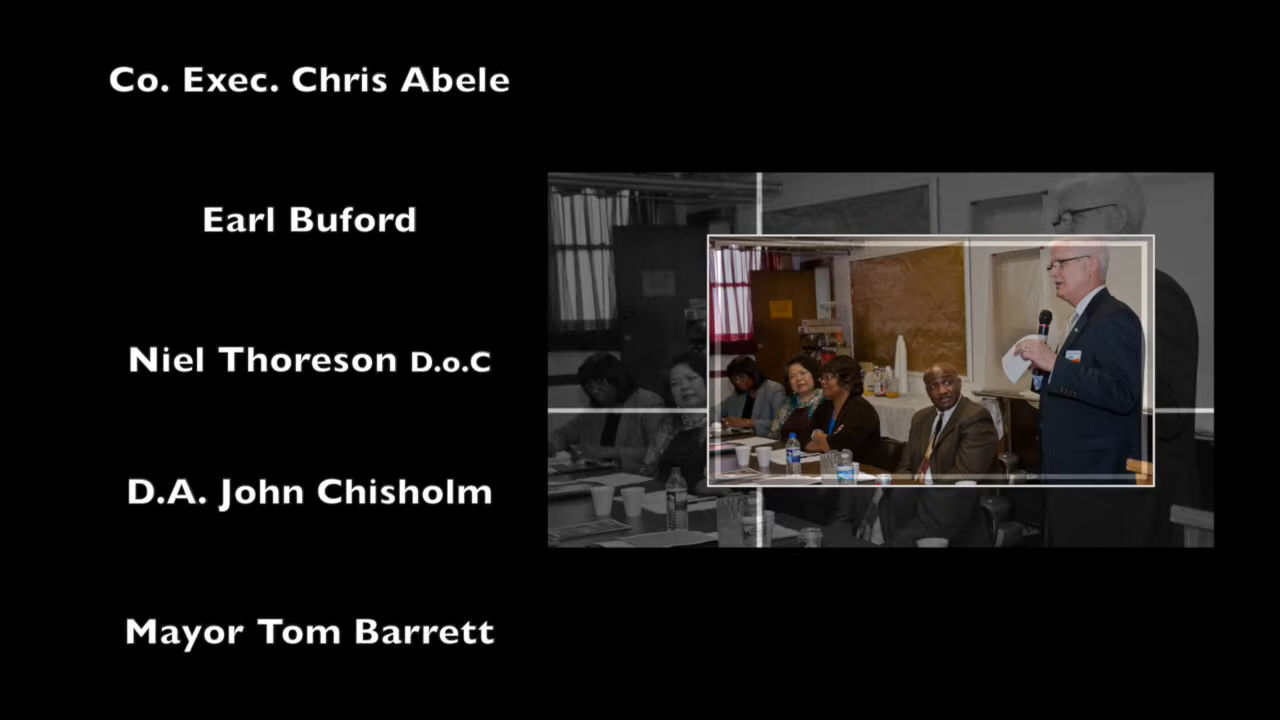 Co. Exec. Chris Abele
Earl Buford
Niel Thoreson D.o.C
D.A. John Chisholm
Mayor Tom Barrett